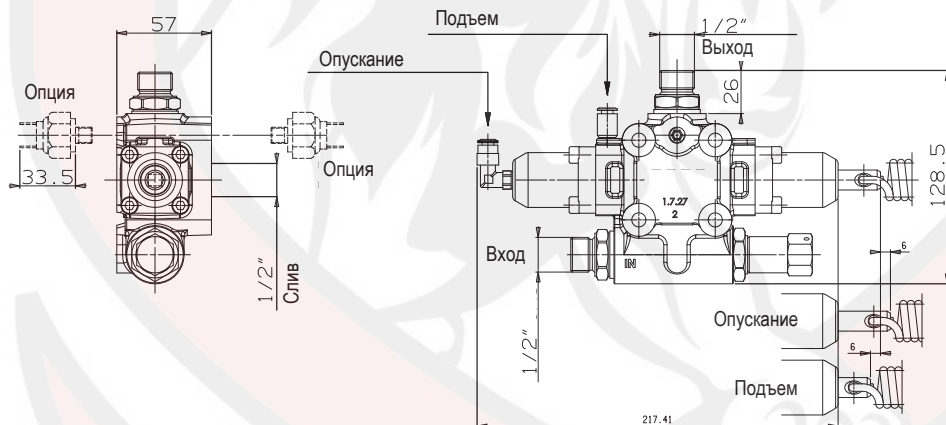 57
Подъем
1/2"
Выход
Опускание
26
Опция
33.5
Опция
128.5
1.7.27
2
Вход
IN
6
1/2"
Слив
1/2"
Опускание
6
Подъем
217.41